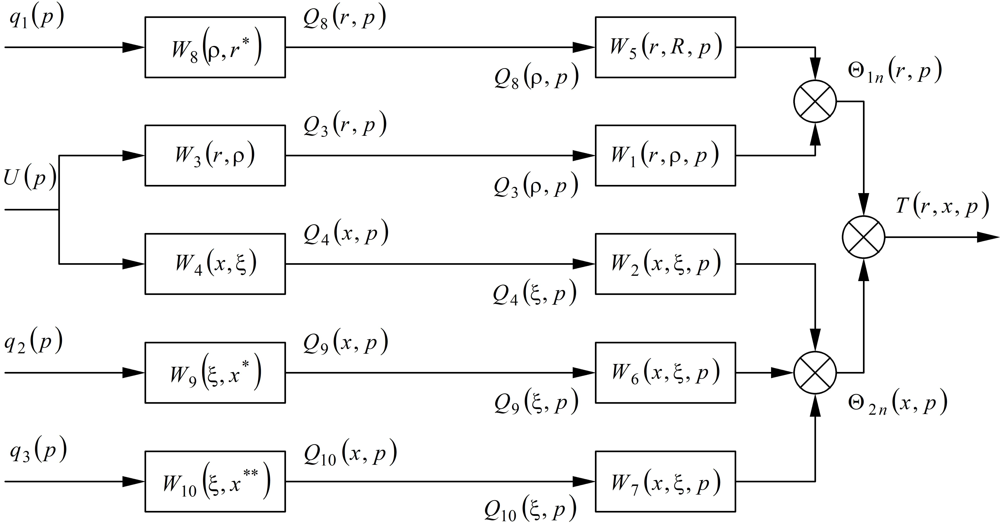 q₁(p)
W₈(ρ, r*)
Q₈(r, p)
Q₈(ρ, p)
W₅(r, R, p)
Θ₁ₙ(r, p)
U(p)
W₃(r, ρ)
Q₃(r, p)
Q₃(ρ, p)
W₁(r, ρ, p)
T(r, x, p)
W₄(x, ξ)
Q₄(x, p)
Q₄(ξ, p)
W₂(x, ξ, p)
q₂(p)
W₉(ξ, x*)
Q₉(x, p)
Q₉(ξ, p)
W₆(x, ξ, p)
Θ₂ₙ(x, p)
q₃(p)
W₁₀(ξ, x**)
Q₁₀(x, p)
Q₁₀(ξ, p)
W₇(x, ξ, p)